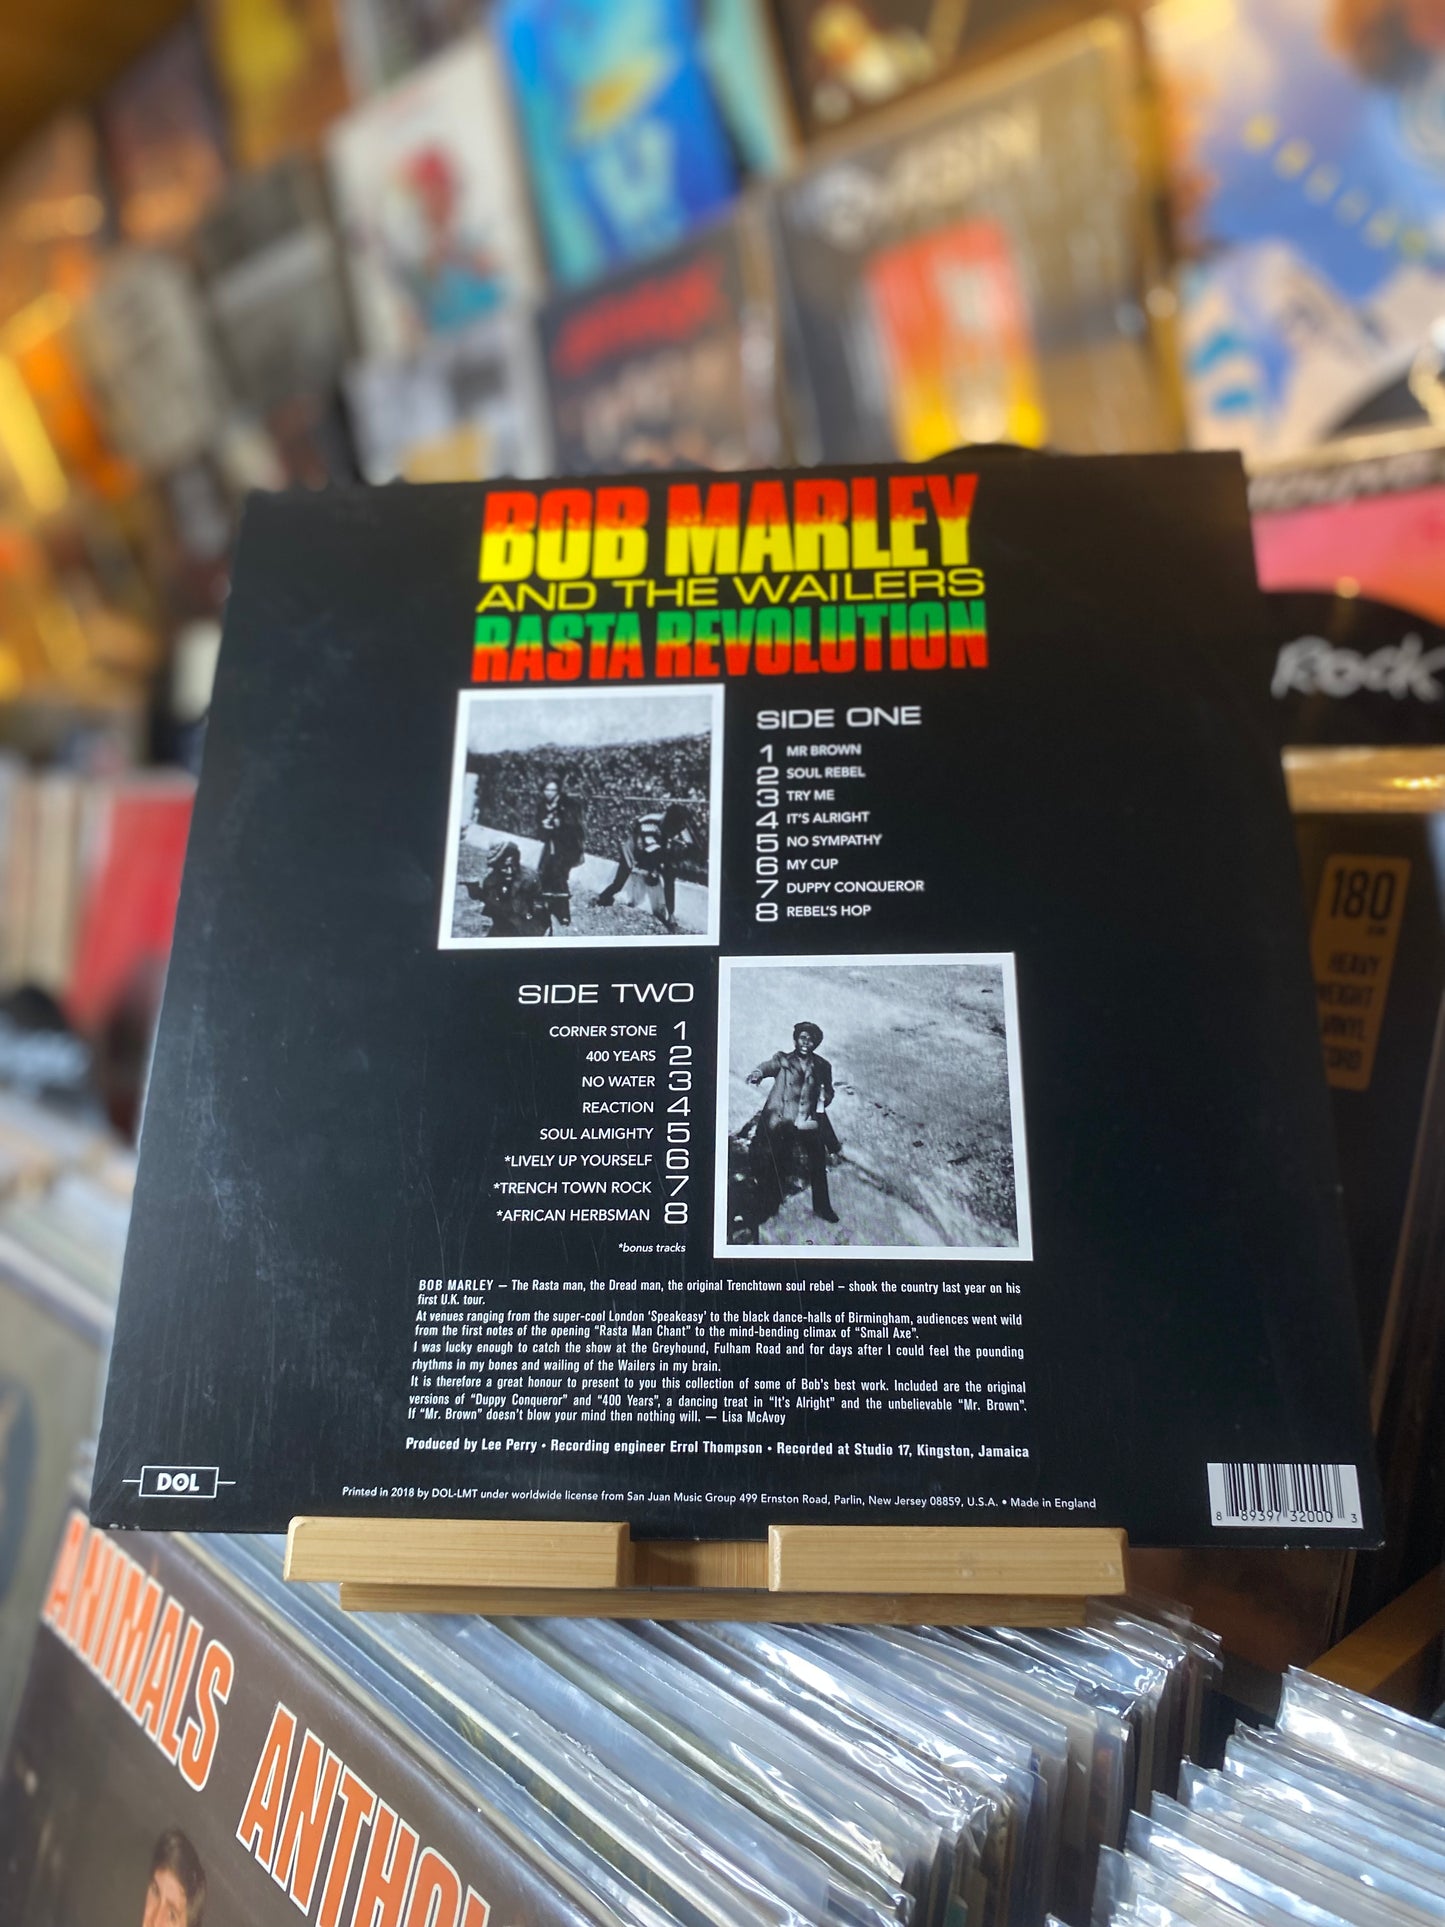 BOB MARLEY
AND THE WAILERS
RASTA REVOLUTION
SIDE ONE
1 MR BROWN
2 SOUL REBEL
3 TRY ME
4 IT'S ALRIGHT
5 NO SYMPATHY
6 MY CUP
7 DUPPY CONQUEROR
8 REBEL'S HOP
SIDE TWO
CORNER STONE 1
400 YEARS 2
NO WATER 3
REACTION 4
SOUL ALMIGHTY 5
*LIVELY UP YOURSELF 6
*TRENCH TOWN ROCK 7
*AFRICAN HERBSMAN 8
*bonus tracks
BOB MARLEY – The Rasta man, the Dread man, the original Trenchtown soul rebel – shook the country last year on his
first U.K. tour.
At venues ranging from the super-cool London 'Speakeasy' to the black dance-halls of Birmingham, audiences went wild
from the first notes of the opening "Rasta Man Chant" to the mind-bending climax of "Small Axe".
I was lucky enough to catch the show at the Greyhound, Fulham Road and for days after I could feel the pounding
rhythms in my bones and wailing of the Wailers in my brain.
It is therefore a great honour to present to you this collection of some of Bob's best work. Included are the original
versions of "Duppy Conqueror" and "400 Years", a dancing treat in "It's Alright" and the unbelievable "Mr. Brown".
If "Mr. Brown" doesn't blow your mind then nothing will. — Lisa McAvoy
Produced by Lee Perry • Recording engineer Errol Thompson • Recorded at Studio 17, Kingston, Jamaica
DOL
Printed in 2018 by DOL-LMT under worldwide license from San Juan Music Group 499 Ernston Road, Parlin, New Jersey 08859, U.S.A. • Made in England
8 89397 32000 3
Rock
180
HEAVY
VINYL
ANIMALS